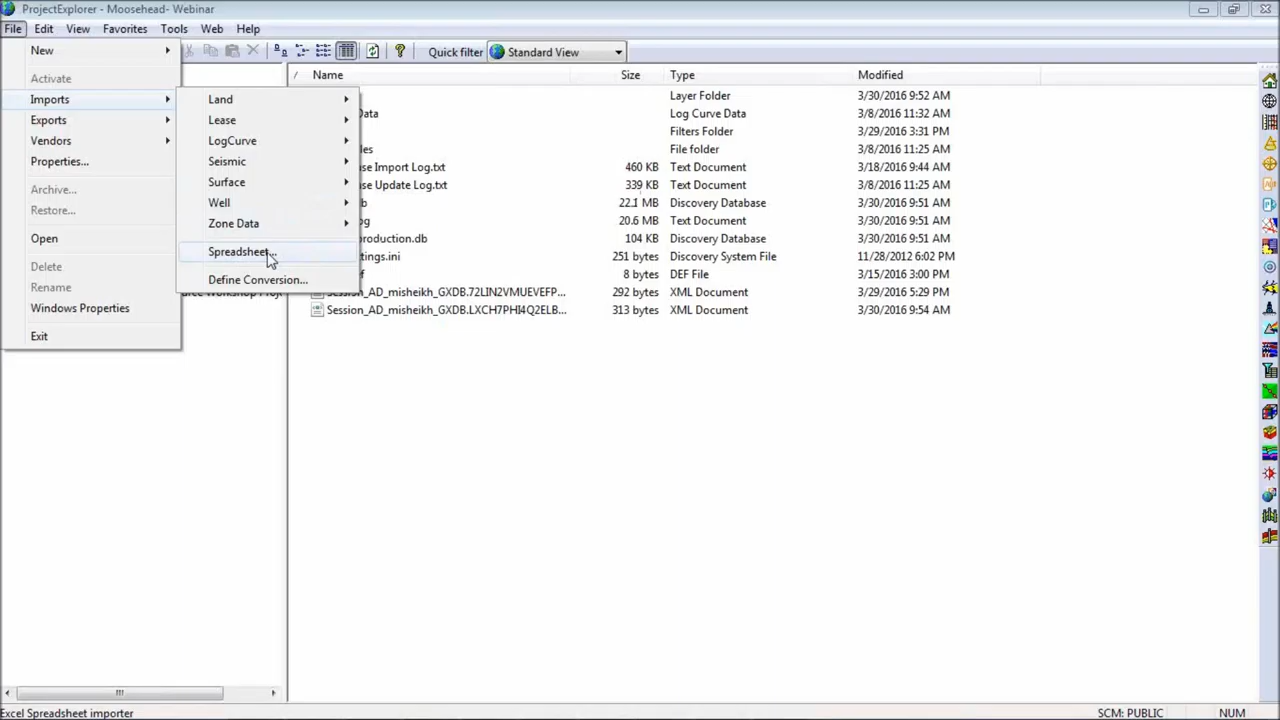 ProjectExplorer - Moosehead- Webinar
File Edit View Favorites Tools Web Help
Quick filter Standard View
New
Activate
Imports
Exports
Vendors
Properties...
Archive...
Restore...
Open
Delete
Rename
Windows Properties
Exit
Land
Lease
LogCurve
Seismic
Surface
Well
Zone Data
Spreadsheet...
Define Conversion...
/ Name Size Type Modified
Layer Folder 3/30/2016 9:52 AM
Log Curve Data 3/8/2016 11:32 AM
Filters Folder 3/29/2016 3:31 PM
File folder 3/8/2016 11:25 AM
Import Log.txt 460 KB Text Document 3/18/2016 9:44 AM
Update Log.txt 339 KB Text Document 3/8/2016 11:25 AM
22.1 MB Discovery Database 3/30/2016 9:51 AM
20.6 MB Text Document 3/30/2016 9:51 AM
104 KB Discovery Database 3/30/2016 9:51 AM
251 bytes Discovery System File 11/28/2012 6:02 PM
8 bytes DEF File 3/15/2016 3:00 PM
Session_AD_misheikh_GXDB.72LIN2VMUEVEFP... 292 bytes XML Document 3/29/2016 5:29 PM
Session_AD_misheikh_GXDB.LXCH7PHI4Q2ELB... 313 bytes XML Document 3/30/2016 9:54 AM
Excel Spreadsheet importer SCM: PUBLIC NUM